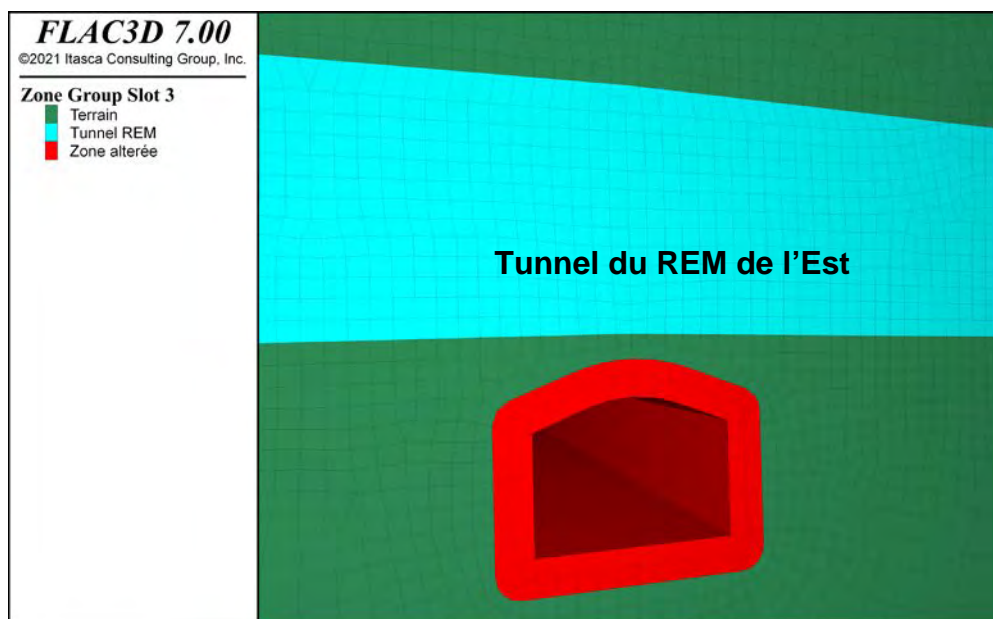 FLAC3D 7.00
©2021 Itasca Consulting Group, Inc.
Zone Group Slot 3
Terrain
Tunnel REM
Zone alterée
Tunnel du REM de l'Est